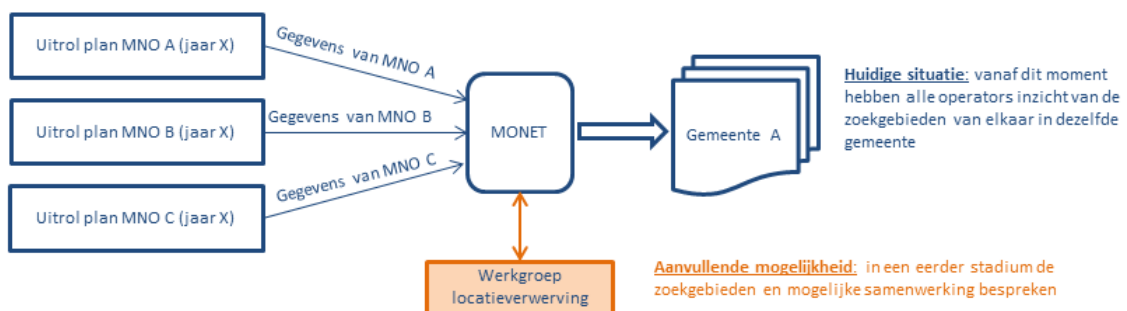 Uitrol plan MNO A (jaar X)
Gegevens van MNO A
Uitrol plan MNO B (jaar X)
Gegevens van MNO B
Uitrol plan MNO C (jaar X)
Gegevens van MNO C
MONET
Gemeente A
Huidige situatie: vanaf dit moment
hebben alle operators inzicht van de
zoekgebieden van elkaar in dezelfde
gemeente
Werkgroep
locatieverwerving
Aanvullende mogelijkheid: in een eerder stadium de
zoekgebieden en mogelijke samenwerking bespreken